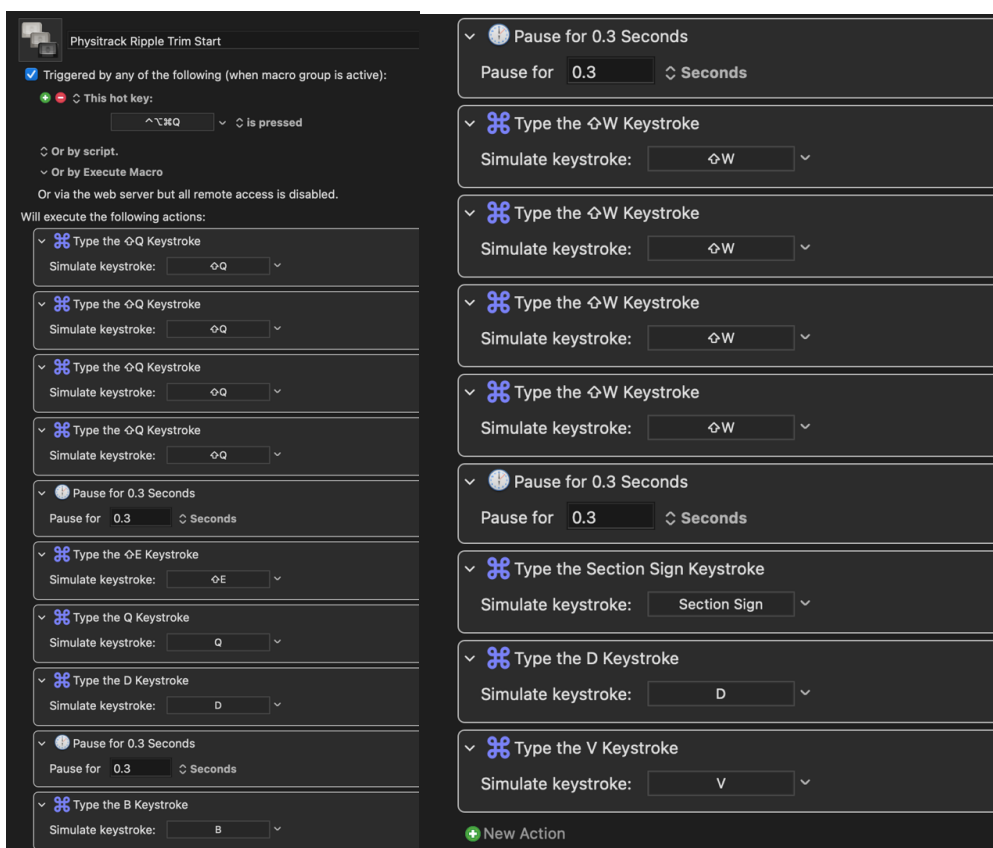 Physitrack Ripple Trim Start
Triggered by any of the following (when macro group is active):
This hot key:
⌃⌥⌘Q is pressed
Or by script.
Or by Execute Macro
Or via the web server but all remote access is disabled.
Will execute the following actions:
Type the ⇧Q Keystroke
Simulate keystroke: ⇧Q
Type the ⇧Q Keystroke
Simulate keystroke: ⇧Q
Type the ⇧Q Keystroke
Simulate keystroke: ⇧Q
Type the ⇧Q Keystroke
Simulate keystroke: ⇧Q
Pause for 0.3 Seconds
Pause for 0.3 Seconds
Type the ⇧E Keystroke
Simulate keystroke: ⇧E
Type the Q Keystroke
Simulate keystroke: Q
Type the D Keystroke
Simulate keystroke: D
Pause for 0.3 Seconds
Pause for 0.3 Seconds
Type the B Keystroke
Simulate keystroke: B
Pause for 0.3 Seconds
Pause for 0.3 Seconds
Type the ⇧W Keystroke
Simulate keystroke: ⇧W
Type the ⇧W Keystroke
Simulate keystroke: ⇧W
Type the ⇧W Keystroke
Simulate keystroke: ⇧W
Type the ⇧W Keystroke
Simulate keystroke: ⇧W
Pause for 0.3 Seconds
Pause for 0.3 Seconds
Type the Section Sign Keystroke
Simulate keystroke: Section Sign
Type the D Keystroke
Simulate keystroke: D
Type the V Keystroke
Simulate keystroke: V
New Action